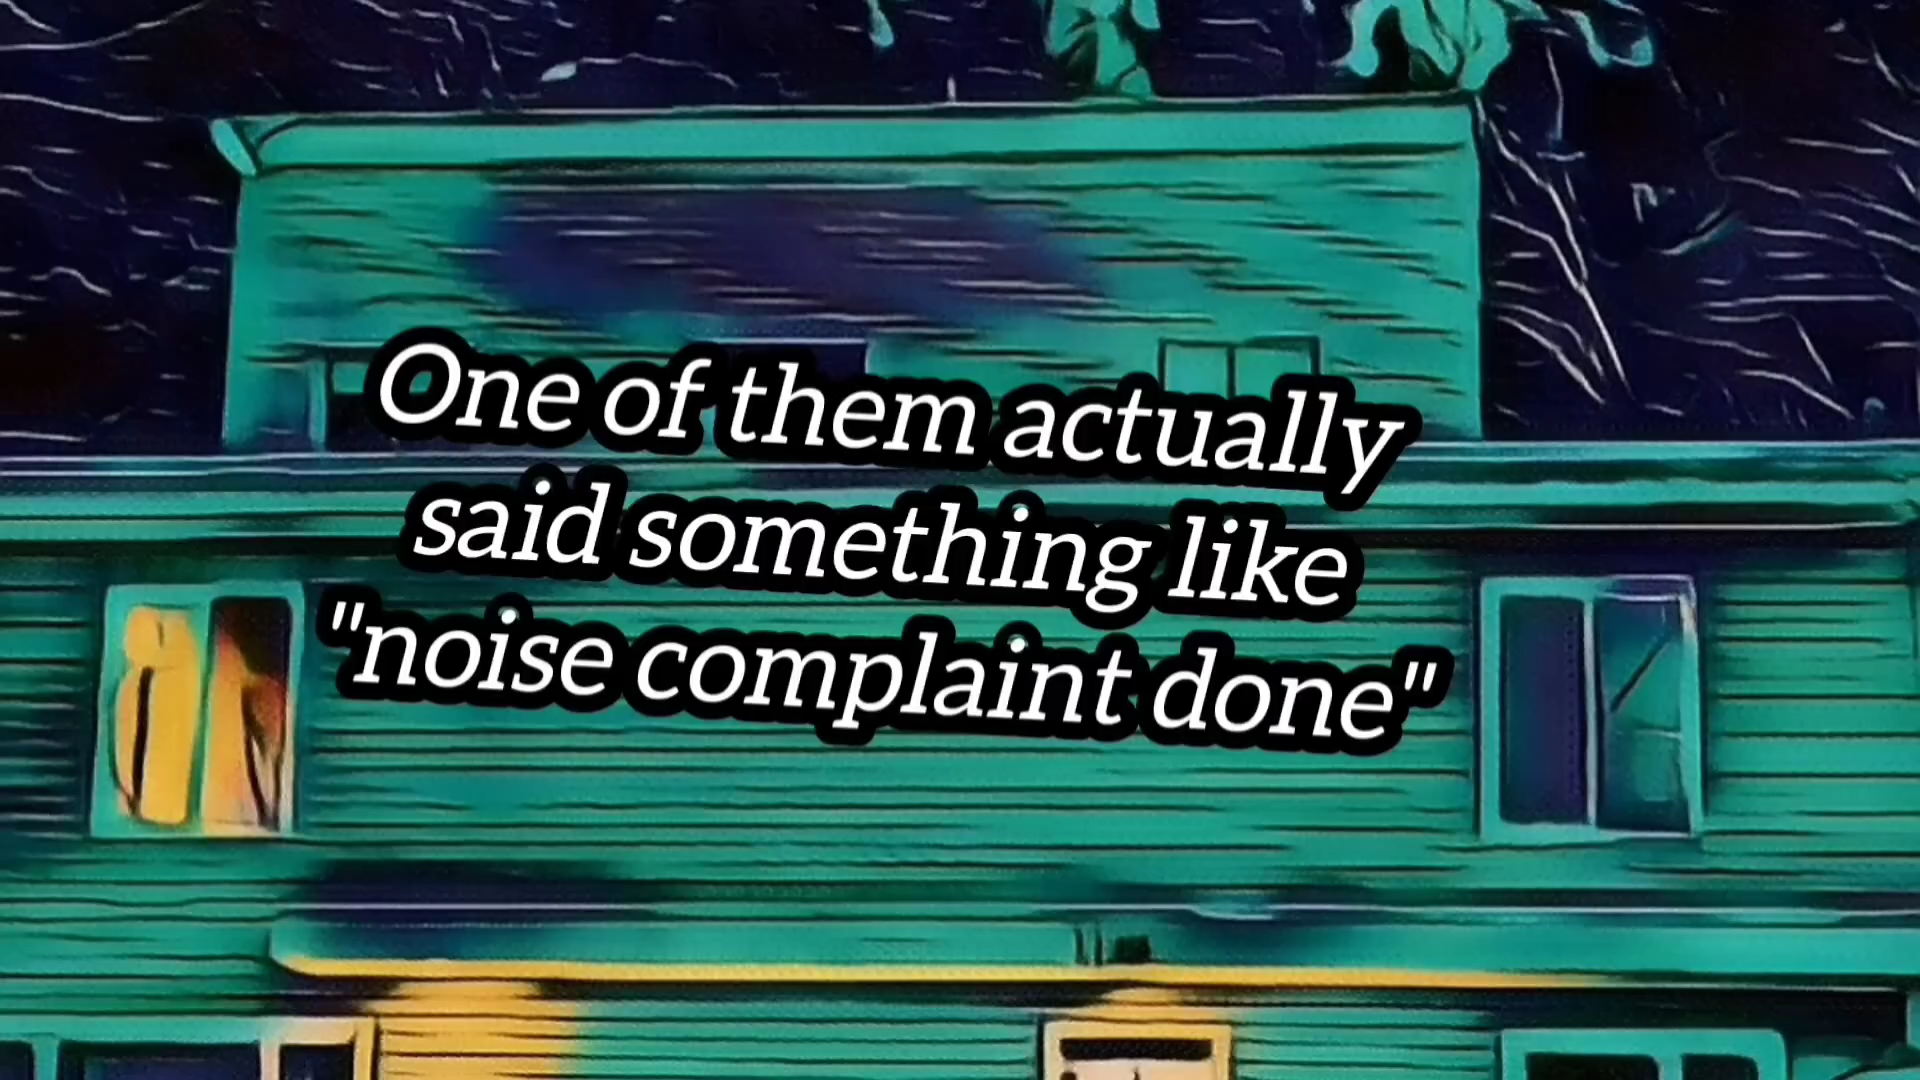 One of them actually
said something like
"noise complaint done"